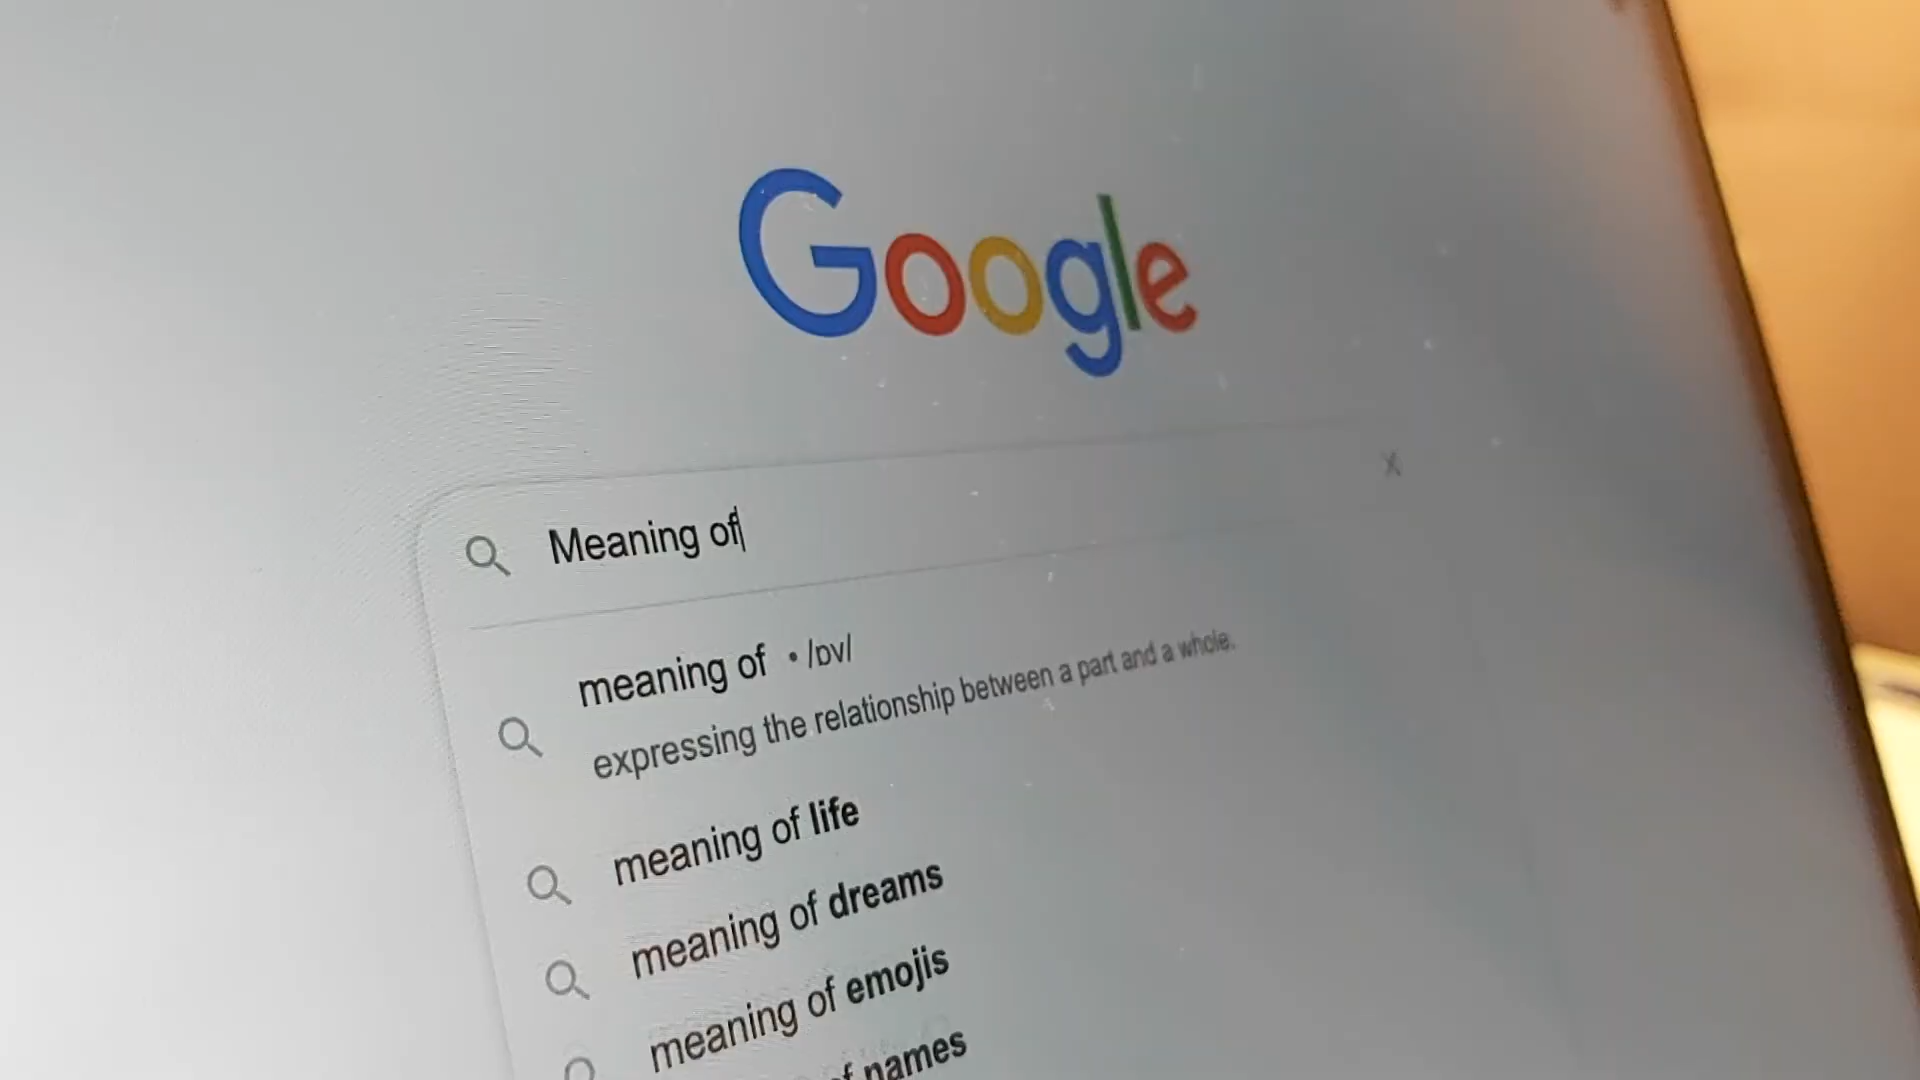 Google
Meaning of
meaning of • /ɒv/
expressing the relationship between a part and a whole.
meaning of life
meaning of dreams
meaning of emojis
of names